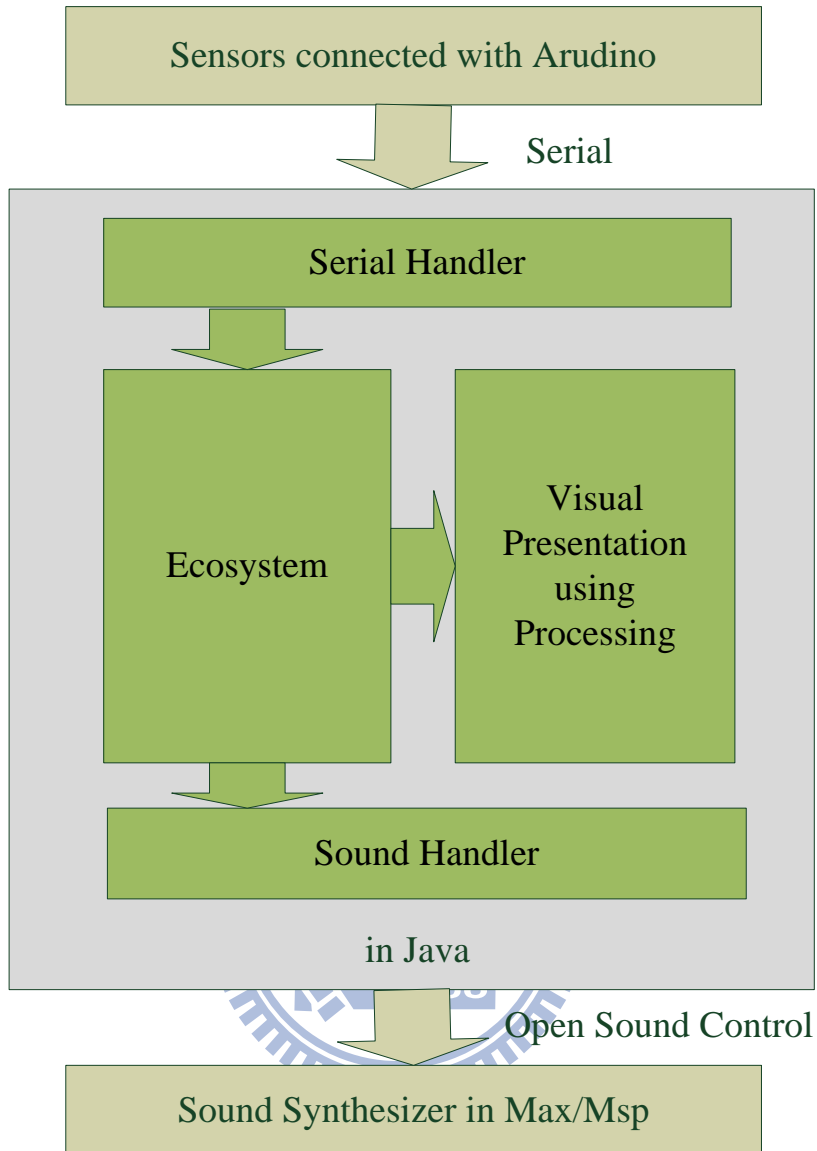 Sensors connected with Arudino
Serial
Serial Handler
Ecosystem
Visual
Presentation
using
Processing
Sound Handler
in Java
Open Sound Control
Sound Synthesizer in Max/Msp